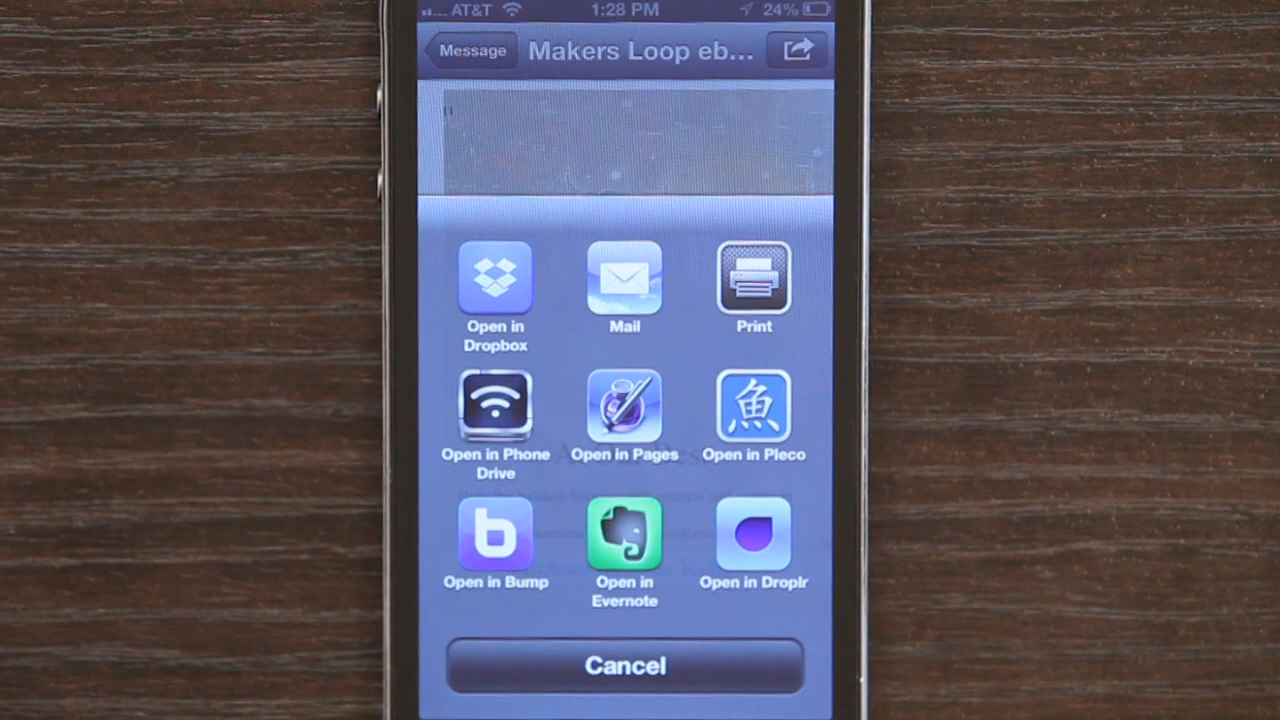 AT&T 1:28 PM 24%
Message Makers Loop eb...
Open in Dropbox
Mail
Print
Open in Phone Drive
Open in Pages
魚
Open in Pleco
b
Open in Bump
Open in Evernote
Open in Droplr
Cancel